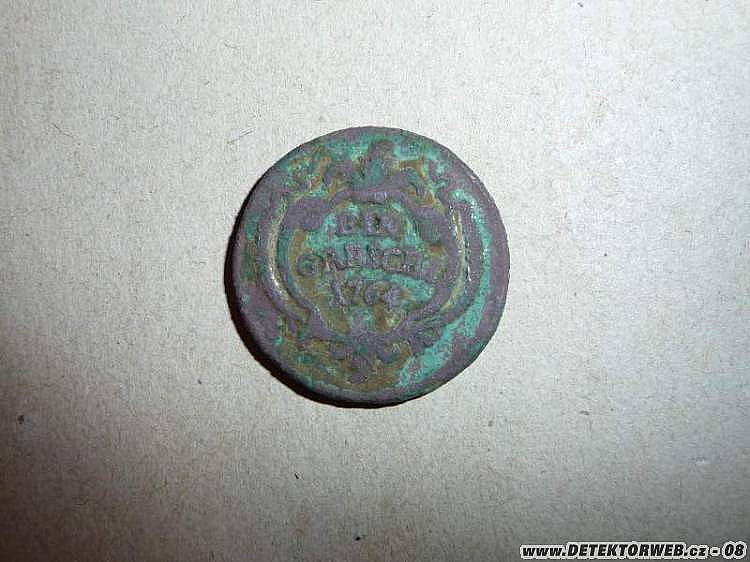 EIN
GRESCHL
1764
www.DETEKTORWEB.cz - 08